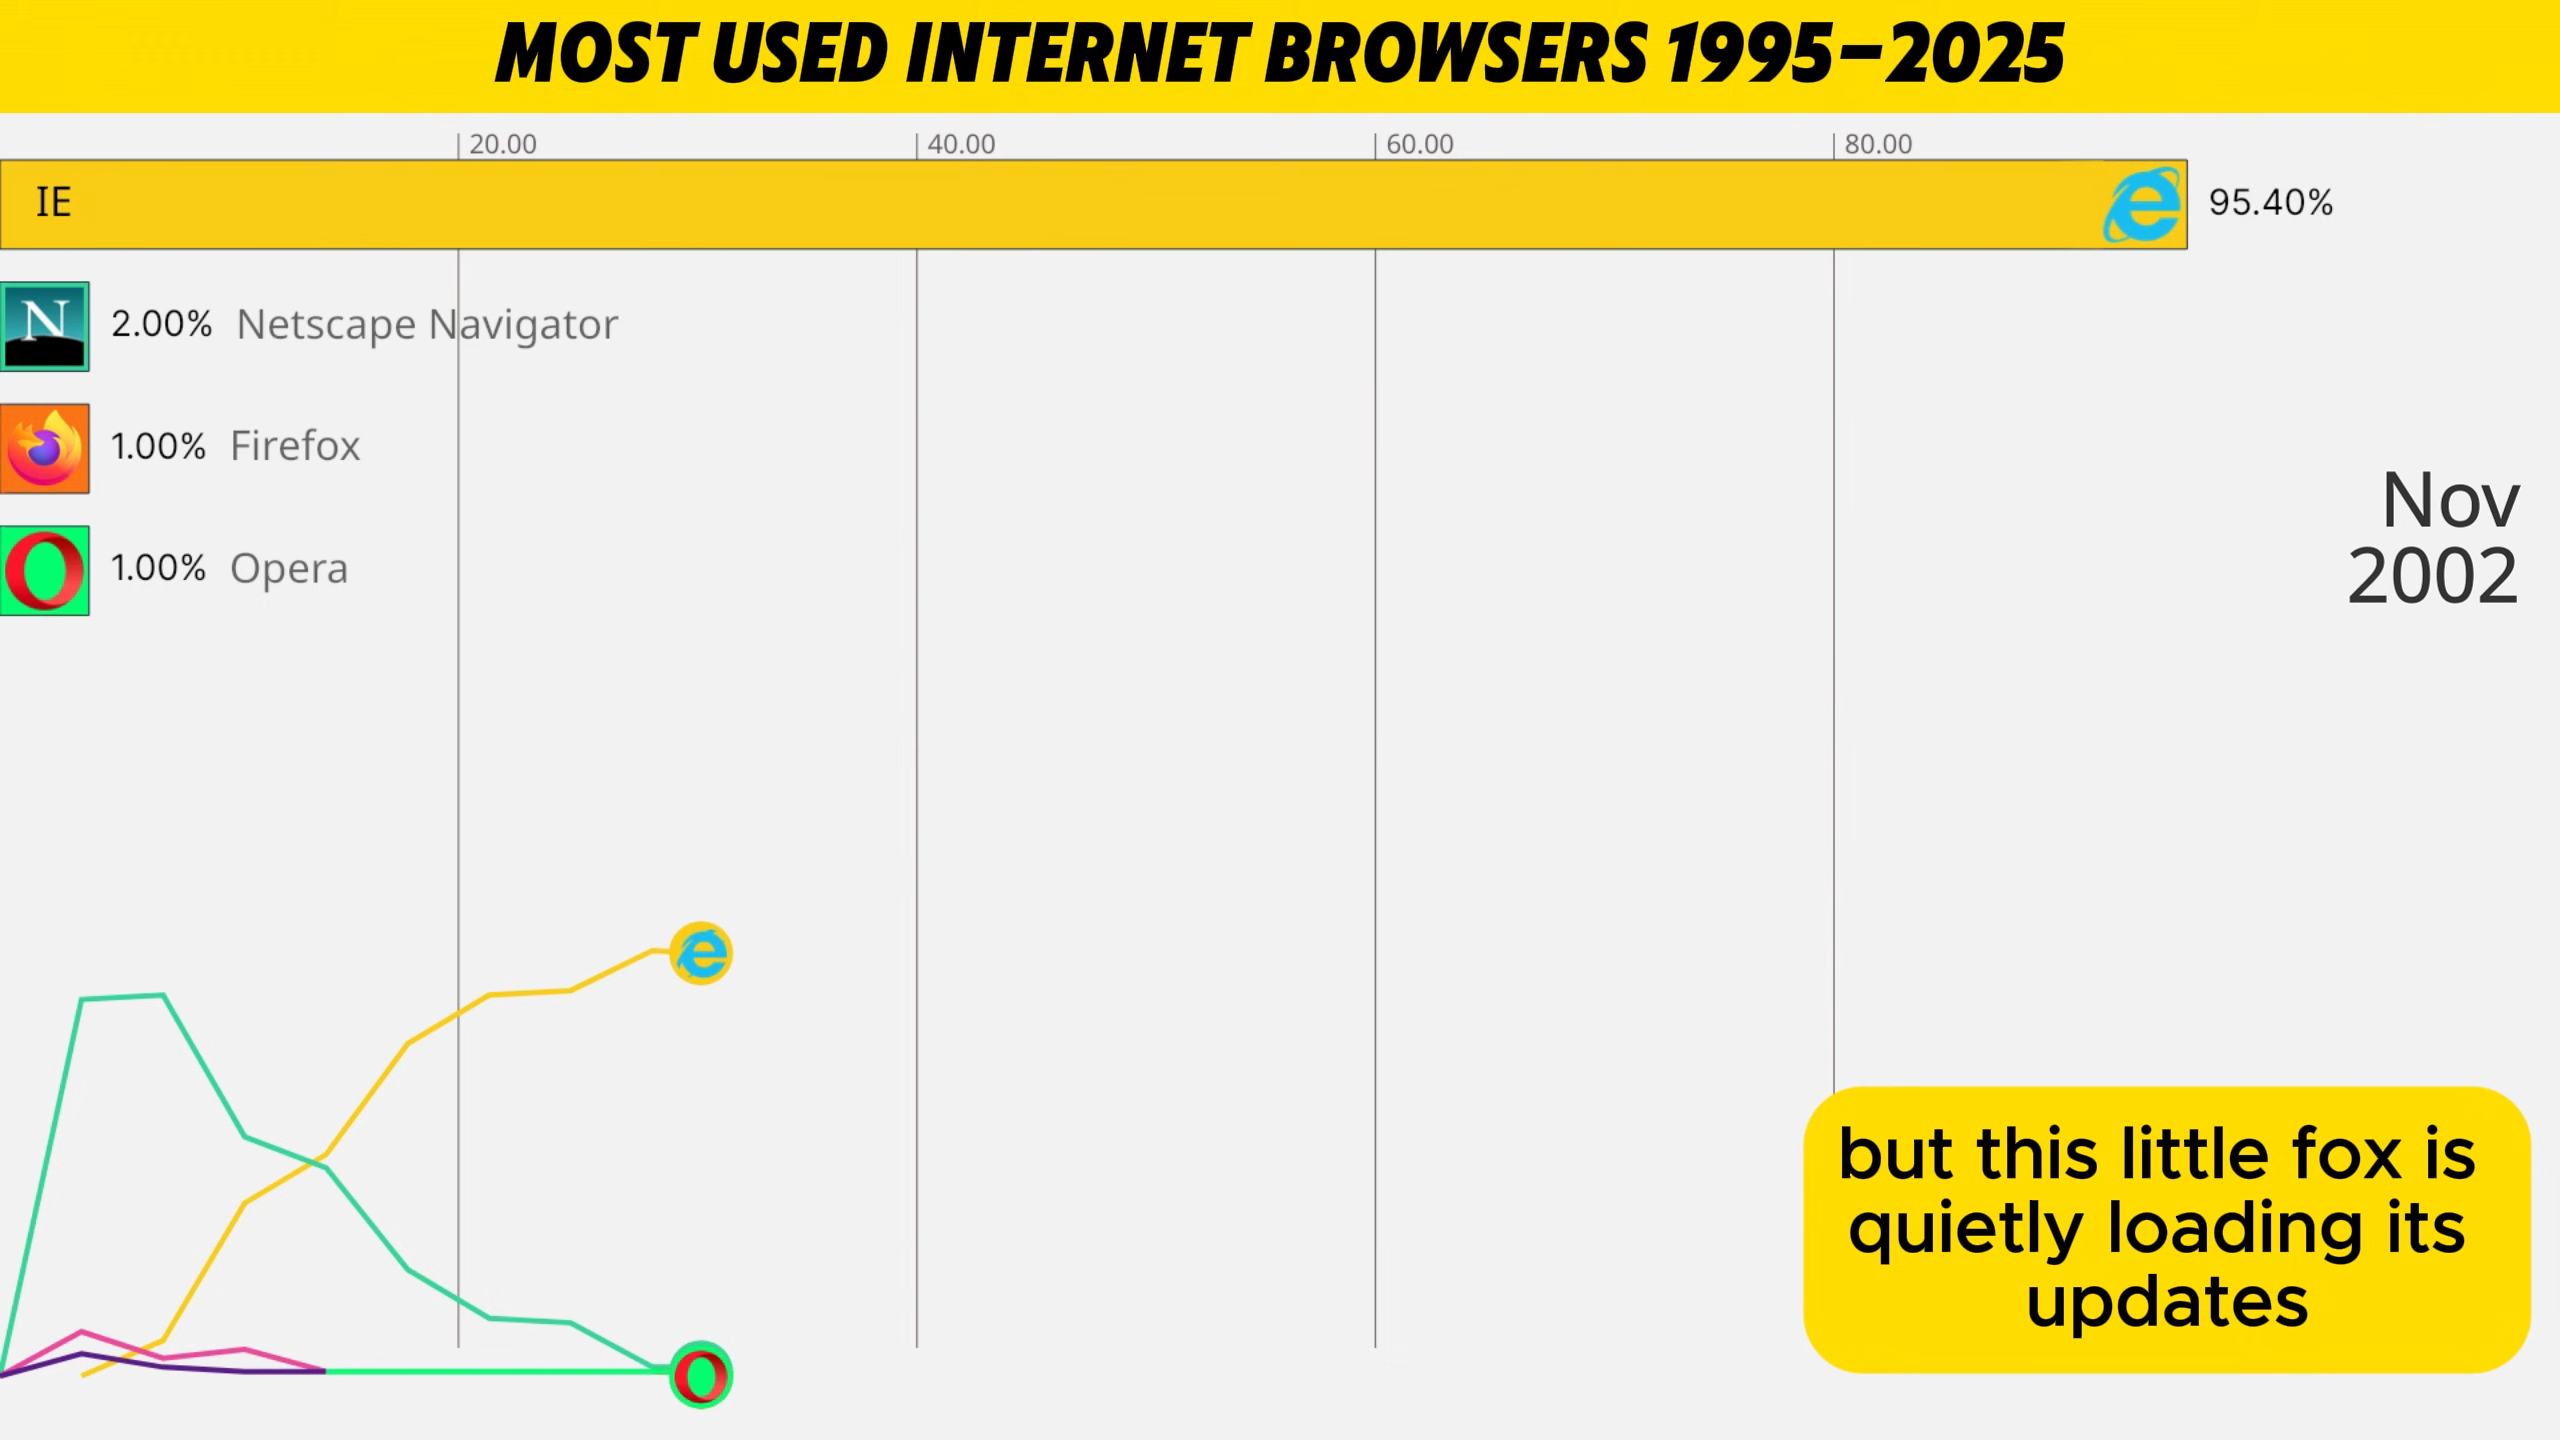 MOST USED INTERNET BROWSERS 1995–2025
20.00 40.00 60.00 80.00
IE 95.40%
N 2.00% Netscape Navigator
1.00% Firefox
1.00% Opera
Nov
2002
but this little fox is
quietly loading its
updates